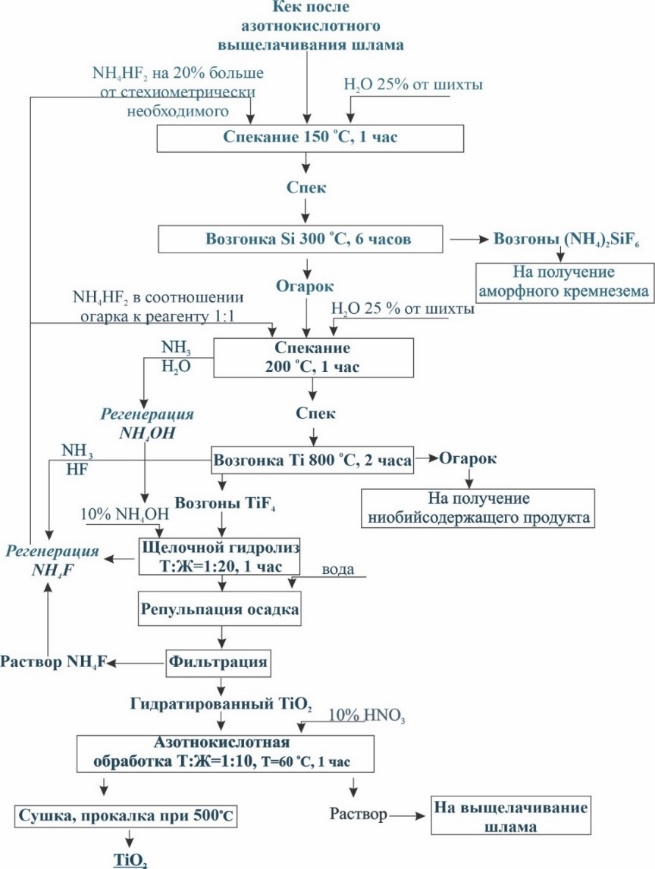 Кек после
азотнокислотного
выщелачивания шлама
NH₄HF₂ на 20% больше
от стехиометрически
необходимого
H₂O 25% от шихты
Спекание 150 °С, 1 час
Спек
Возгонка Si 300 °С, 6 часов
Возгоны (NH₄)₂SiF₆
На получение
аморфного кремнезема
Огарок
NH₄HF₂ в соотношении
огарка к реагенту 1:1
H₂O 25 % от шихты
Спекание
200 °С, 1 час
NH₃
H₂O
Спек
Регенерация
NH₄OH
NH₃
HF
Возгонка Ti 800 °С, 2 часа
Огарок
На получение
ниобийсодержащего продукта
Возгоны TiF₄
10% NH₄OH
Регенерация
NH₄F
Щелочной гидролиз
Т:Ж=1:20, 1 час
вода
Репульпация осадка
Раствор NH₄F
Фильтрация
Гидратированный TiO₂
10% HNO₃
Азотнокислотная
обработка Т:Ж=1:10, Т=60 °С, 1 час
Сушка, прокалка при 500°С
Раствор
На выщелачивание
шлама
TiO₂